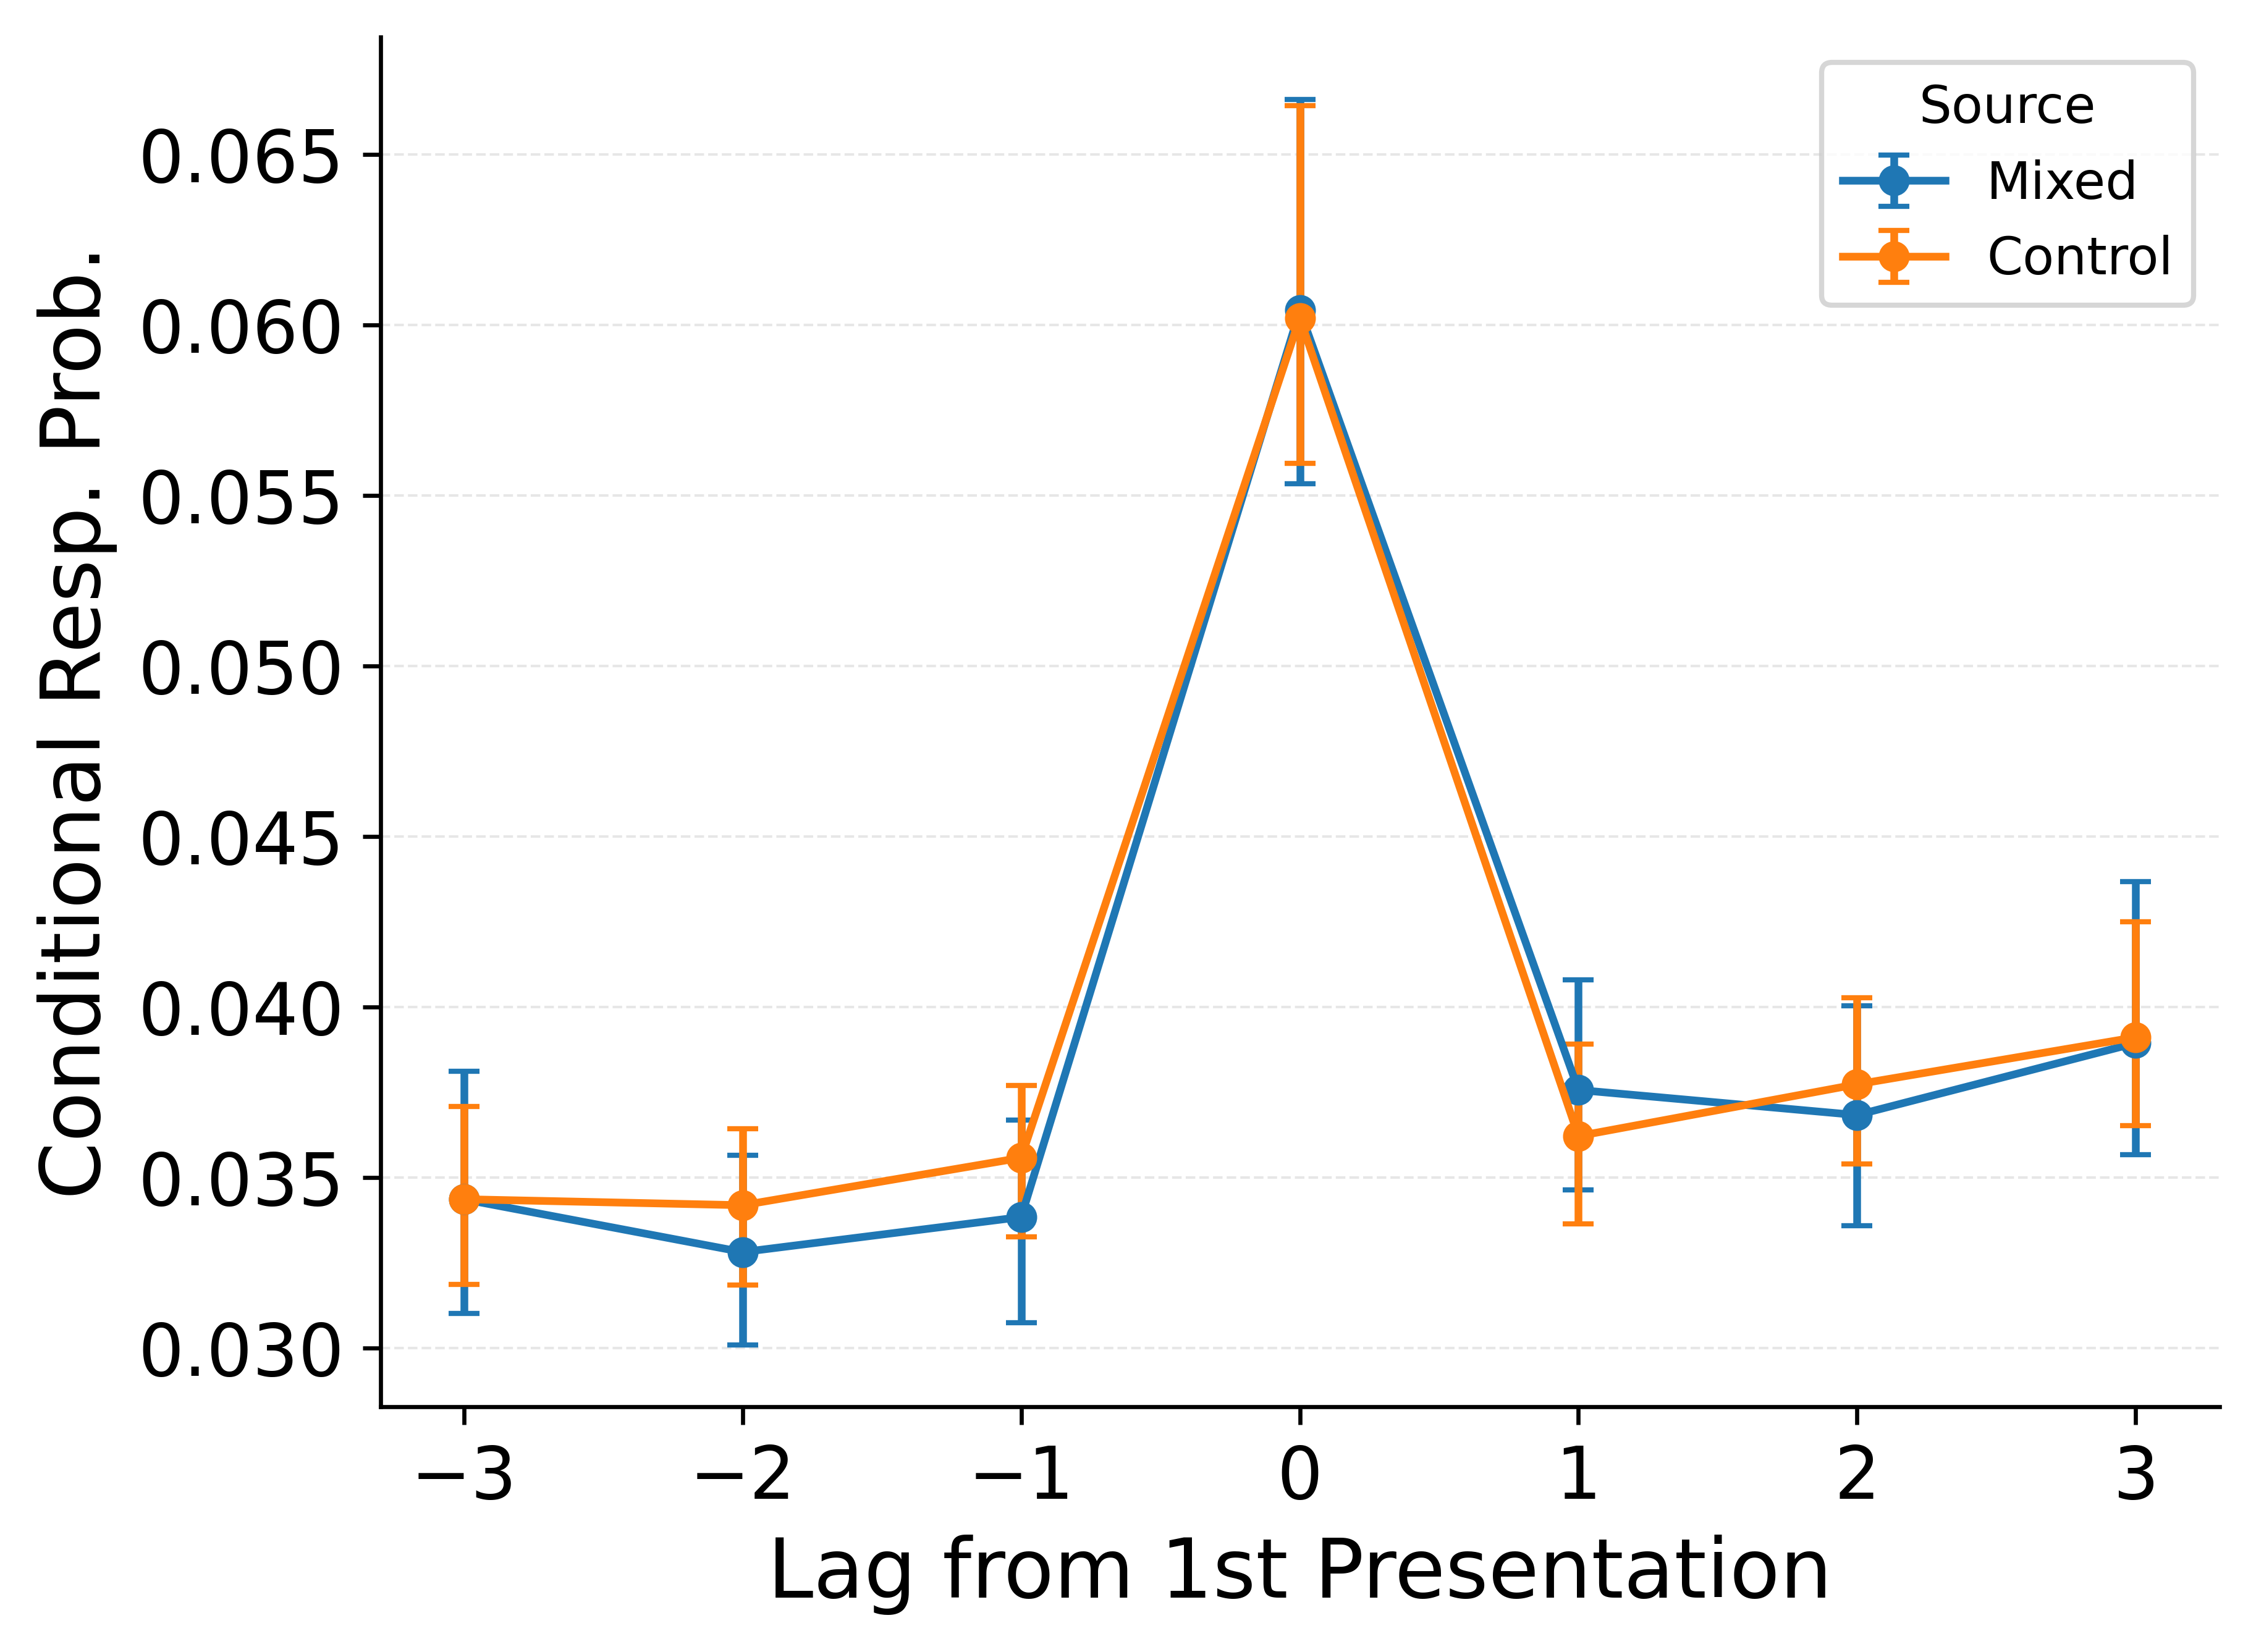 Source
Mixed
Control
Conditional Resp. Prob.
0.065
0.060
0.055
0.050
0.045
0.040
0.035
0.030
−3 −2 −1 0 1 2 3
Lag from 1st Presentation